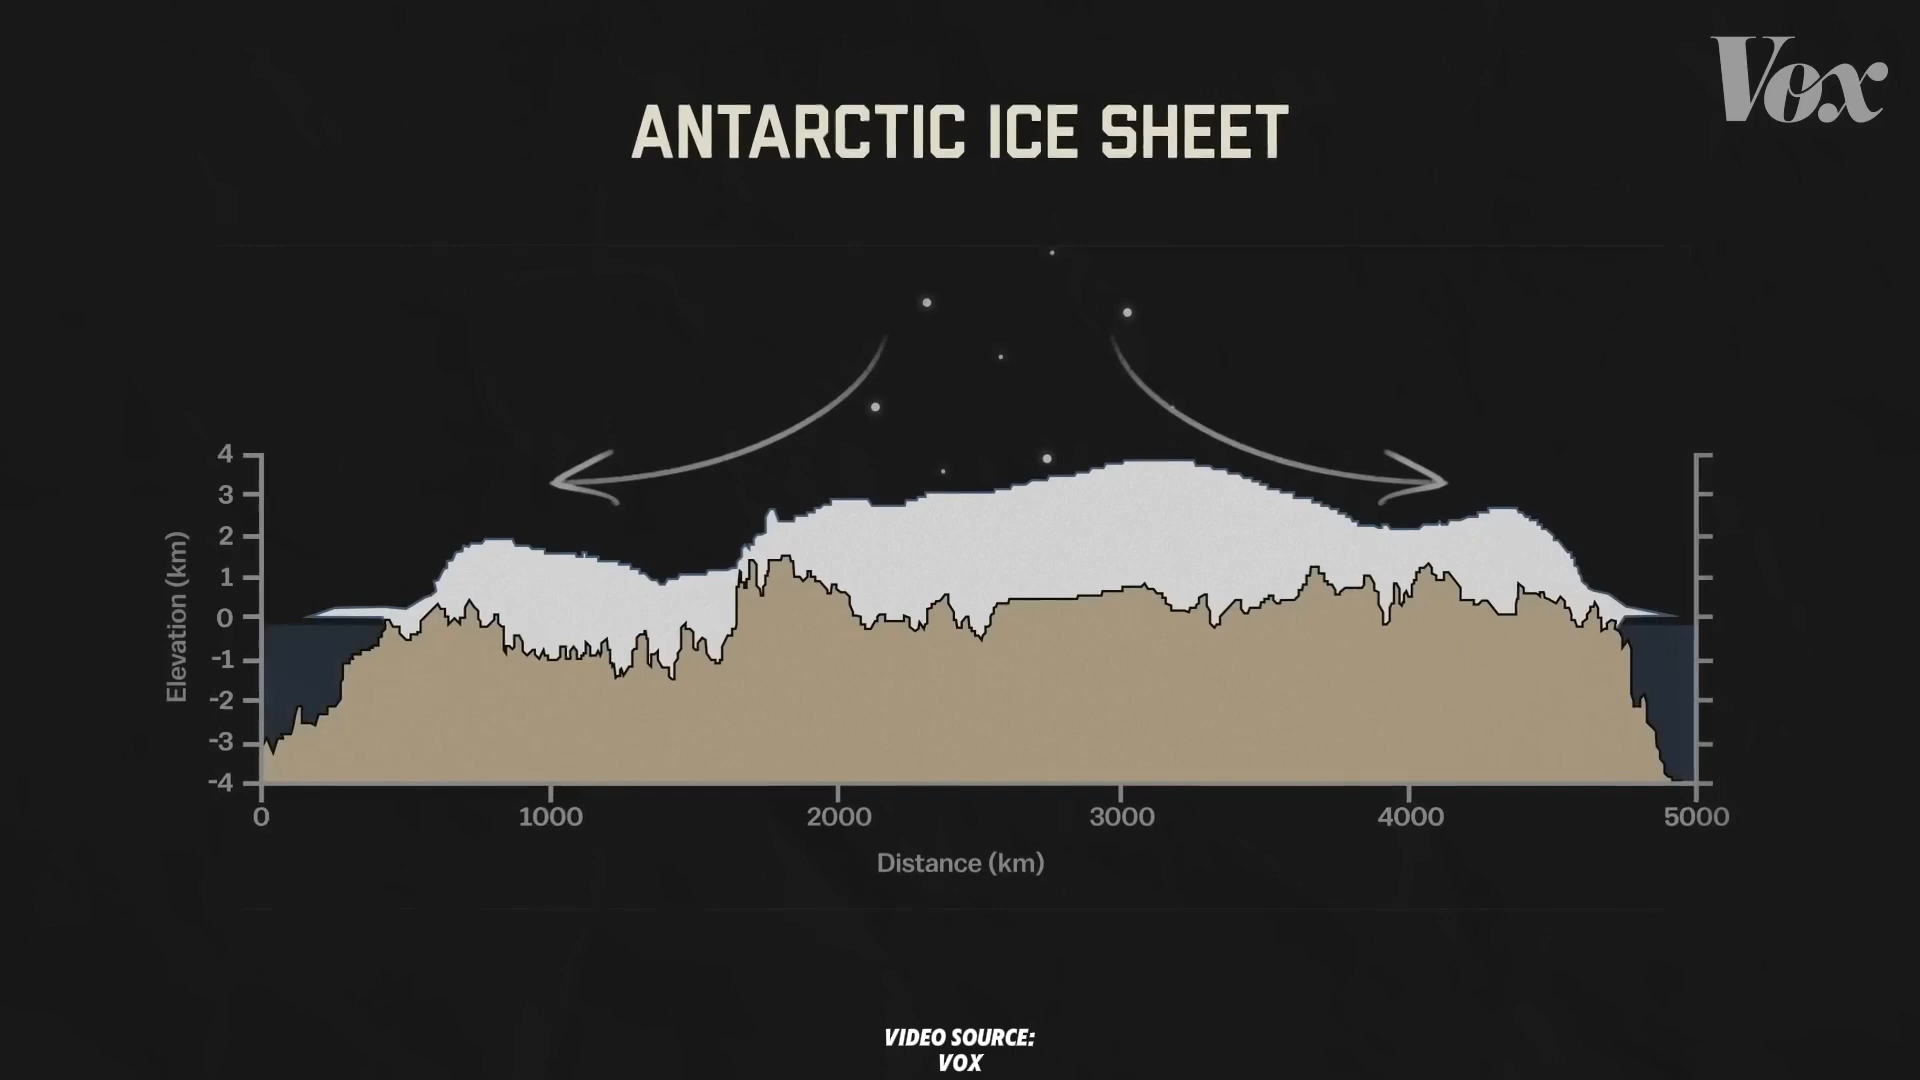 Vox
ANTARCTIC ICE SHEET
4
3
2
1
0
-1
-2
-3
-4
Elevation (km)
0 1000 2000 3000 4000 5000
Distance (km)
VIDEO SOURCE:
VOX